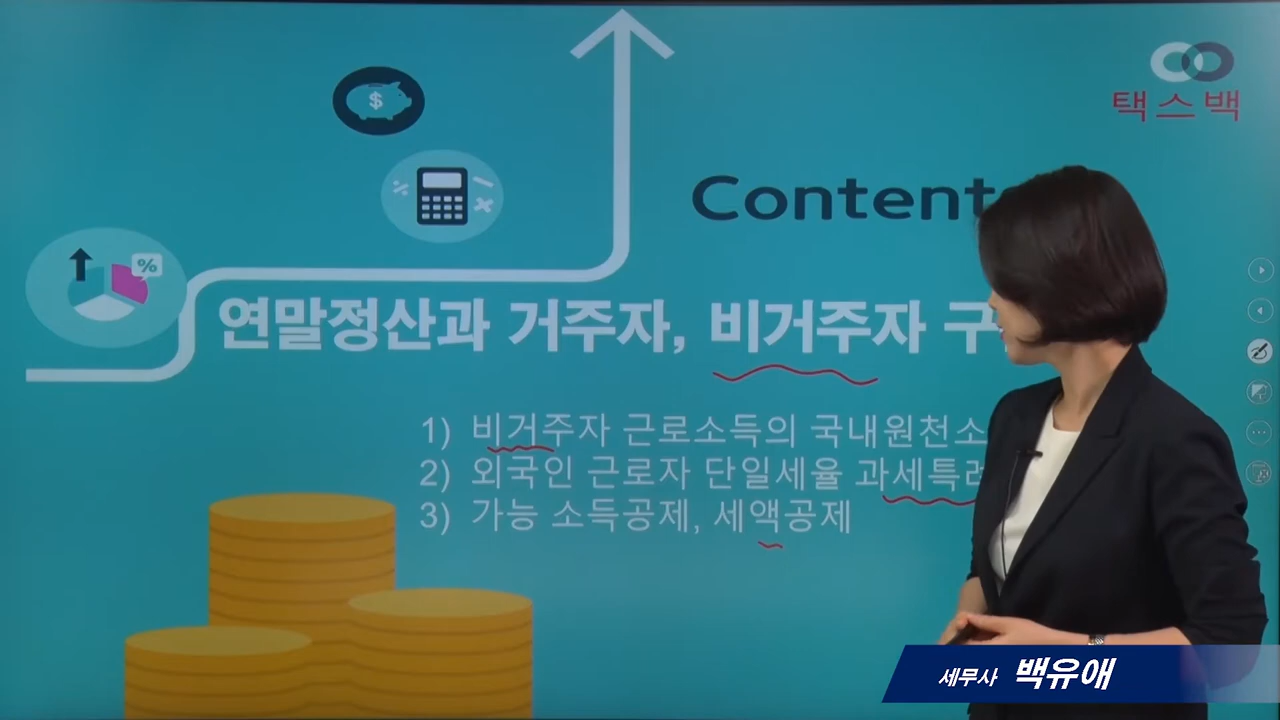 택스백
Content
연말정산과 거주자, 비거주자 구
1) 비거주자 근로소득의 국내원천소
2) 외국인 근로자 단일세율 과세특례
3) 가능 소득공제, 세액공제
세무사 백유애
$
%